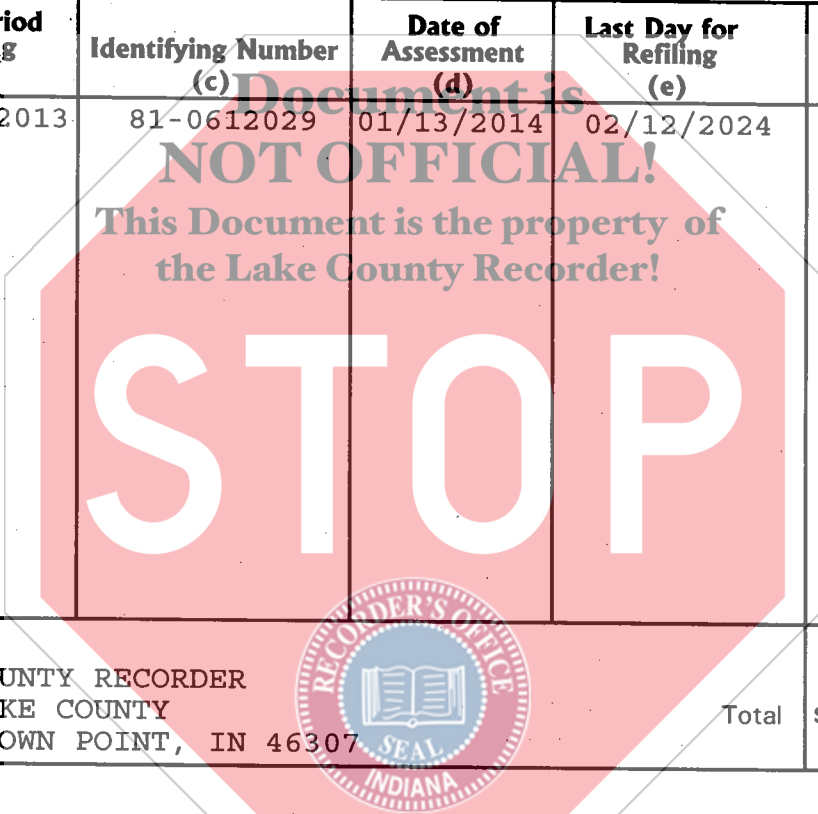 riod
g
Identifying Number
(c)
Date of
Assessment
(d)
Last Day for
Refiling
(e)
2013
81-0612029
01/13/2014
02/12/2024
Document is
NOT OFFICIAL!
This Document is the property of
the Lake County Recorder!
STOP
RECORDER'S OFFICE
SEAL
INDIANA
UNTY RECORDER
KE COUNTY
OWN POINT, IN 46307
Total
$